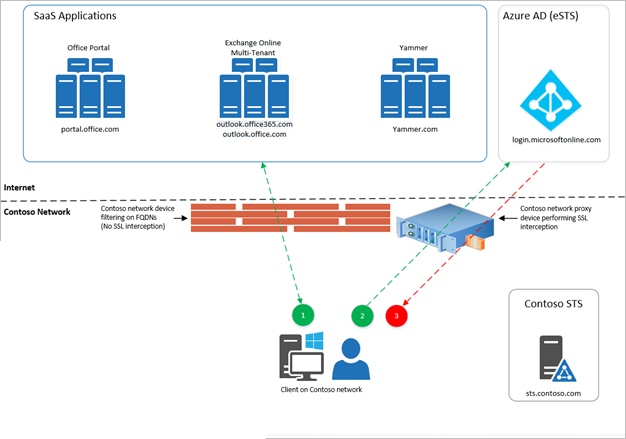 SaaS Applications
Azure AD (eSTS)
Office Portal
Exchange Online
Multi-Tenant
Yammer
portal.office.com
outlook.office365.com
outlook.office.com
Yammer.com
login.microsoftonline.com
Internet
Contoso Network
Contoso network device
filtering on FQDNs
(No SSL interception)
Contoso network proxy
device performing SSL
interception
1
2
3
Client on Contoso network
Contoso STS
sts.contoso.com